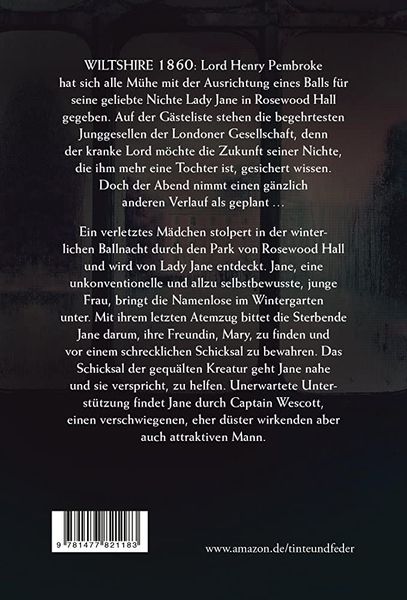 WILTSHIRE 1860: Lord Henry Pembroke
hat sich alle Mühe mit der Ausrichtung eines Balls für
seine geliebte Nichte Lady Jane in Rosewood Hall
gegeben. Auf der Gästeliste stehen die begehrtesten
Junggesellen der Londoner Gesellschaft, denn
der kranke Lord möchte die Zukunft seiner Nichte,
die ihm mehr eine Tochter ist, gesichert wissen.
Doch der Abend nimmt einen gänzlich
anderen Verlauf als geplant …
Ein verletztes Mädchen stolpert in der winter-
lichen Ballnacht durch den Park von Rosewood Hall
und wird von Lady Jane entdeckt. Jane, eine
unkonventionelle und allzu selbstbewusste, junge
Frau, bringt die Namenlose im Wintergarten
unter. Mit ihrem letzten Atemzug bittet die Sterbende
Jane darum, ihre Freundin, Mary, zu finden und
vor einem schrecklichen Schicksal zu bewahren. Das
Schicksal der gequälten Kreatur geht Jane nahe
und sie verspricht, zu helfen. Unerwartete Unter-
stützung findet Jane durch Captain Wescott,
einen verschwiegenen, eher düster wirkenden aber
auch attraktiven Mann.
9 781477 821183
www.amazon.de/tinteundfeder